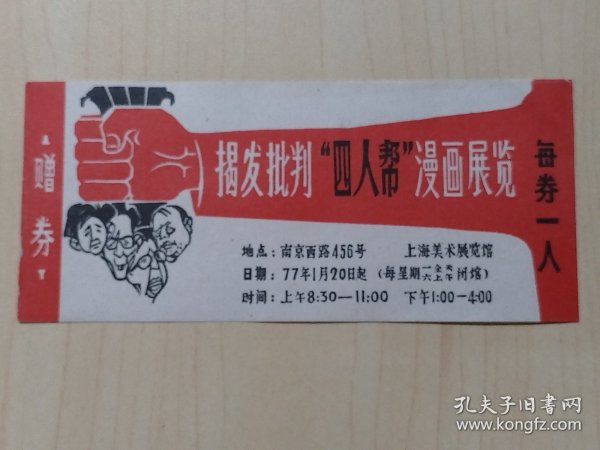 赠券
揭发批判“四人帮”漫画展览
地点：南京西路456号 上海美术展览馆
日期：77年1月20日起（每星期一全天六上午闭馆）
时间：上午8:30—11:00 下午1:00—4:00
每券一人
孔夫子旧书网
www.kongfz.com